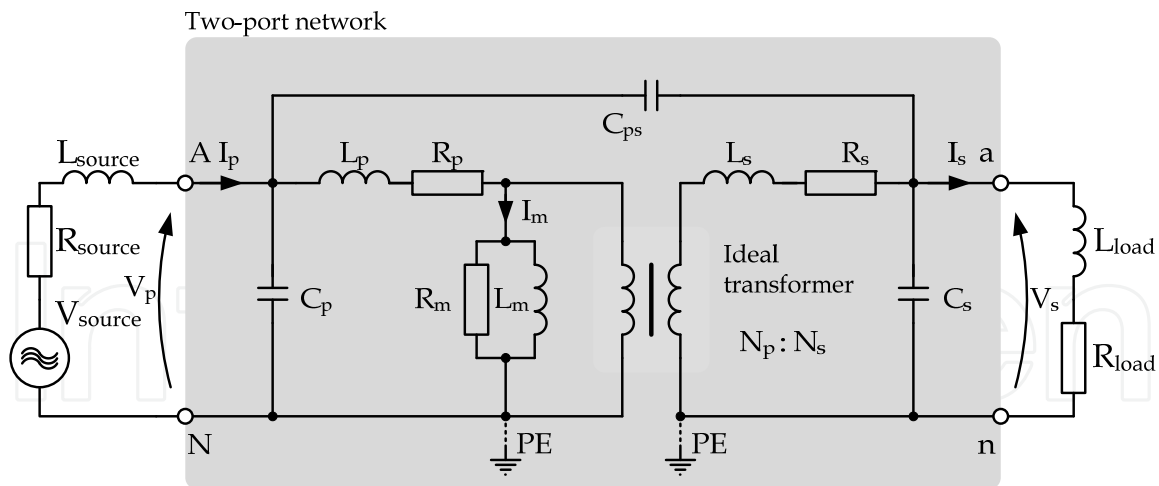 Two-port network
C_ps
L_source
A
I_p
L_p
R_p
L_s
R_s
I_s
a
I_m
R_source
V_p
V_source
C_p
R_m
L_m
Ideal
transformer
N_p : N_s
C_s
V_s
L_load
R_load
N
PE
PE
n
InTechOpen